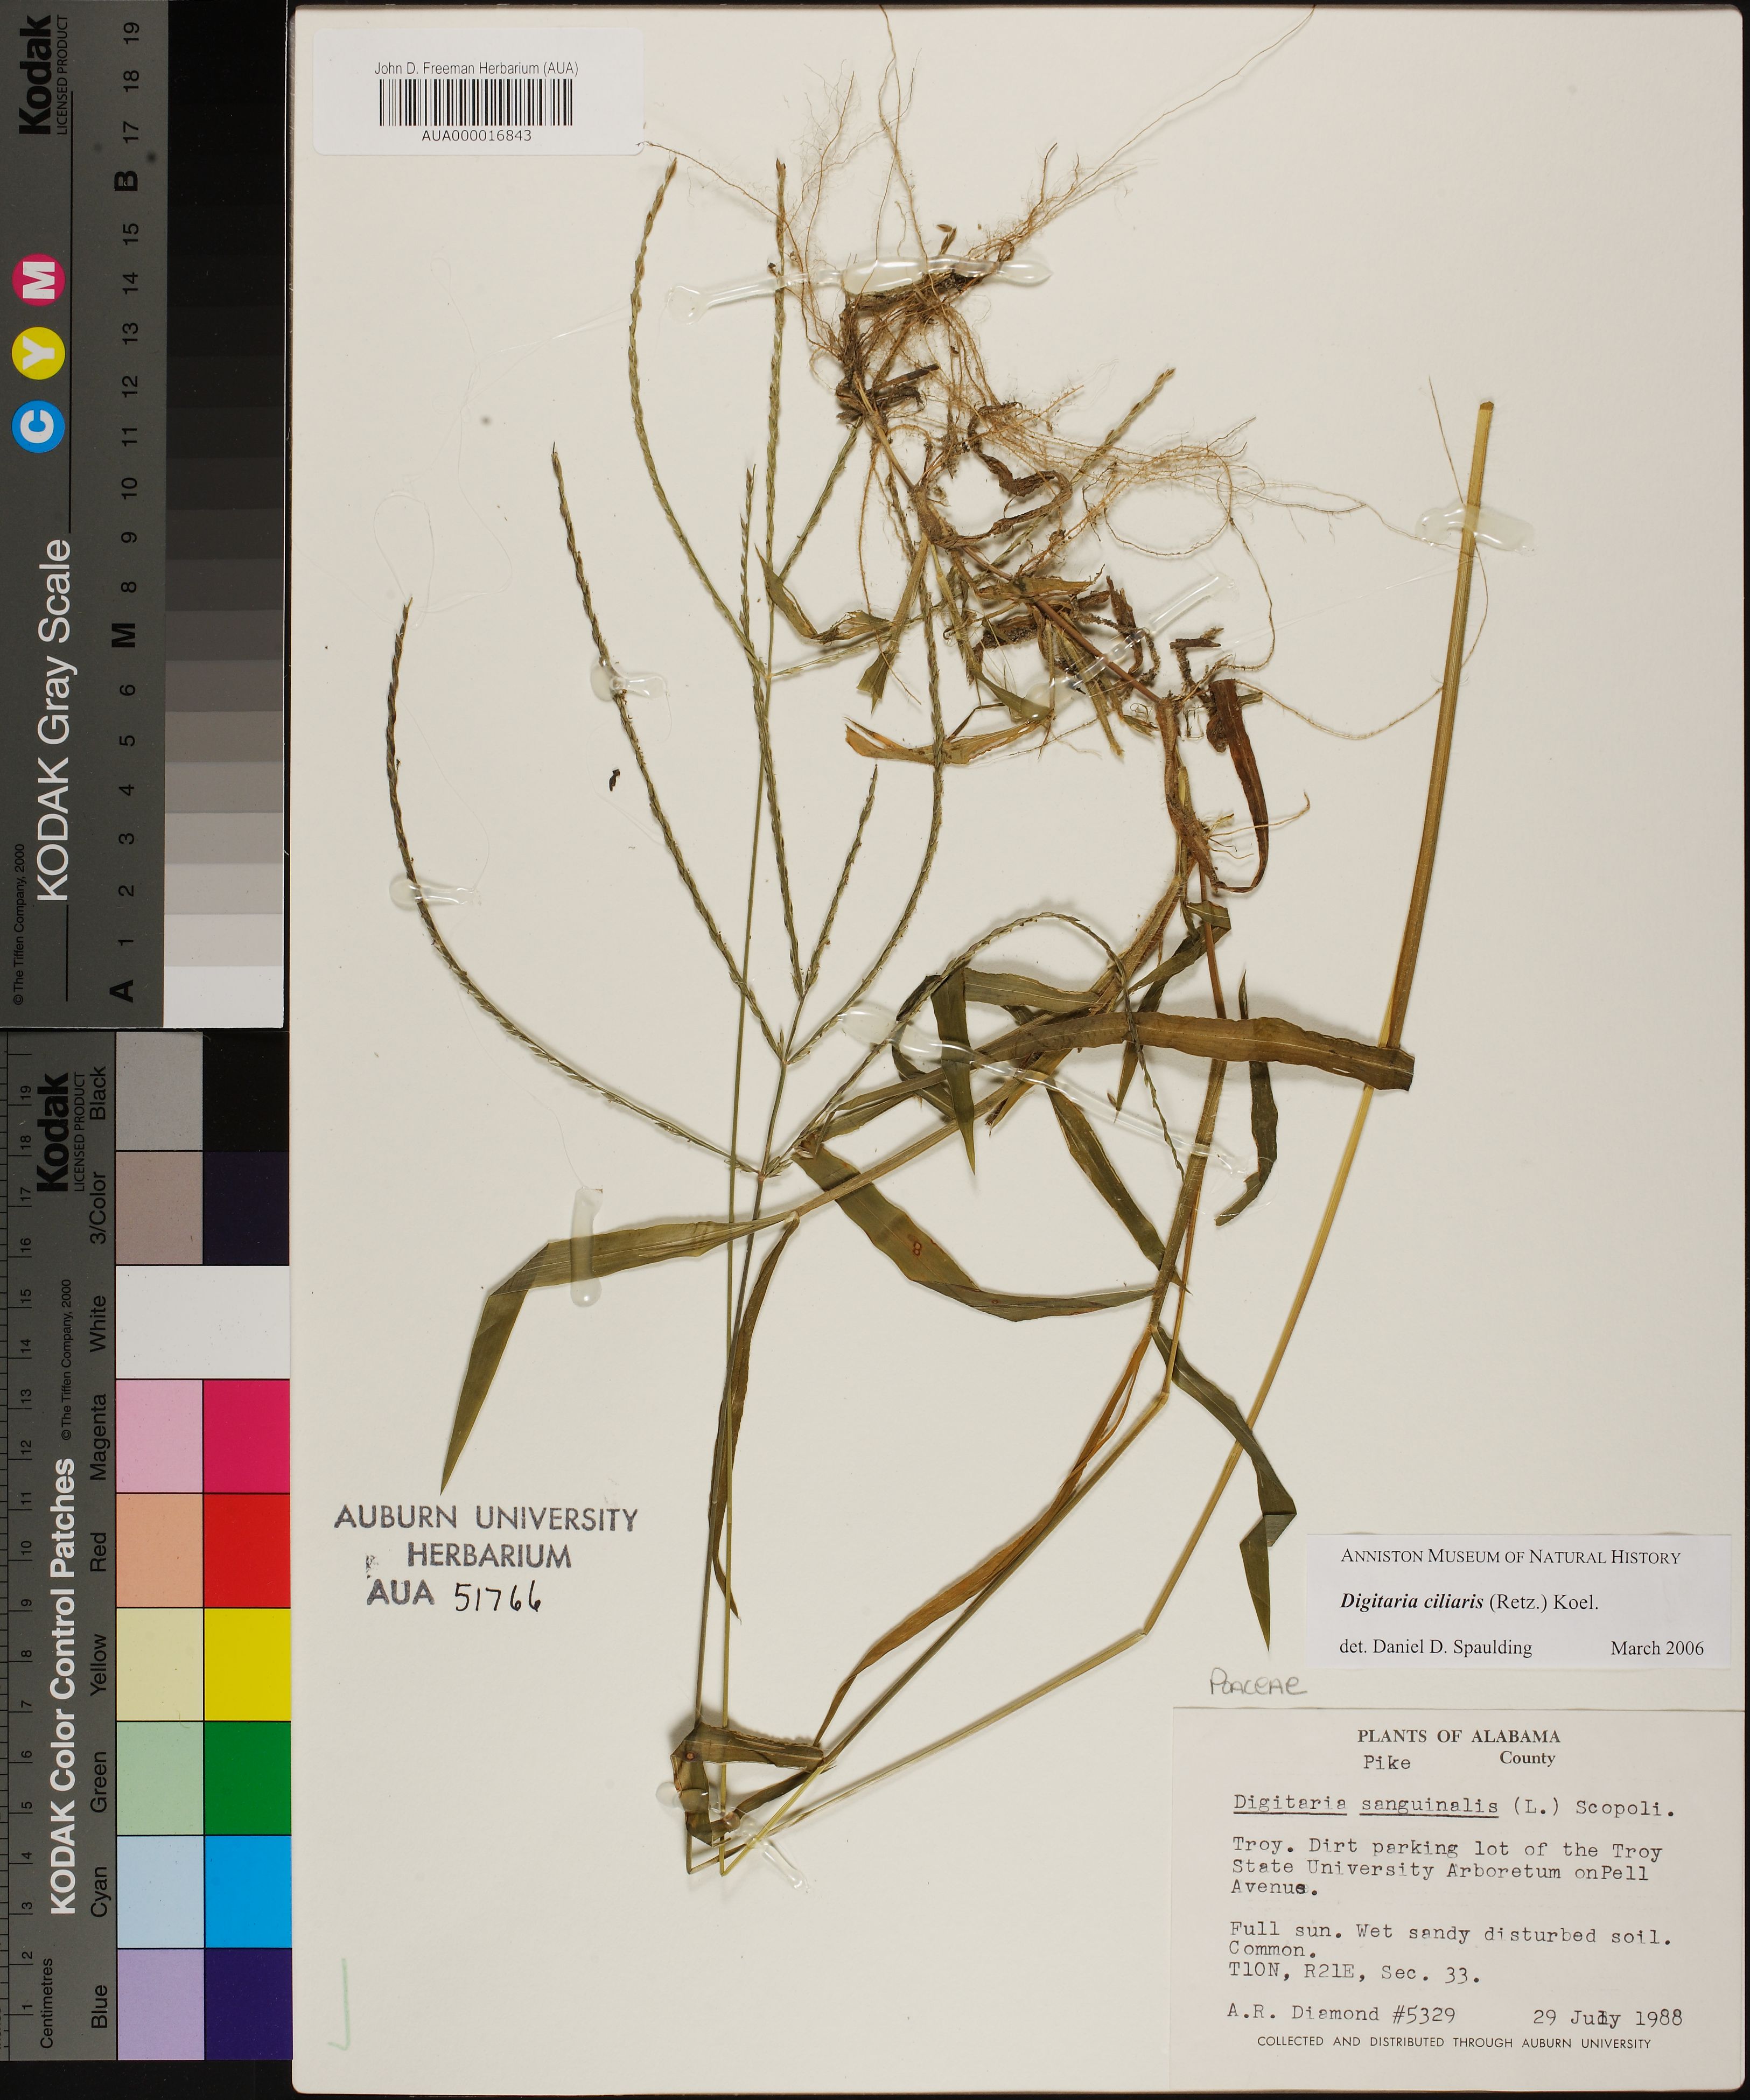 John D. Freeman Herbarium (AUA)
AUA000016843
Kodak
LICENSED PRODUCT
KODAK Gray Scale
© The Tiffen Company, 2000
C Y M
A 1 2 3 4 5 6 M 8 9 10 11 12 13 14 15 B 17 18 19
Kodak
LICENSED PRODUCT
KODAK Color Control Patches
© The Tiffen Company, 2000
Blue Cyan Green Yellow Red Magenta White 3/Color Black
Centimetres 1 2 3 4 5 6 7 8 9 10 11 12 13 14 15 16 17 18 19
AUBURN UNIVERSITY
HERBARIUM
AUA 51766
ANNISTON MUSEUM OF NATURAL HISTORY
Digitaria ciliaris (Retz.) Koel.
det. Daniel D. Spaulding March 2006
POACEAE
PLANTS OF ALABAMA
Pike County
Digitaria sanguinalis (L.) Scopoli.
Troy. Dirt parking lot of the Troy
State University Arboretum onPell
Avenue.
Full sun. Wet sandy disturbed soil.
Common.
T10N, R21E, Sec. 33.
A.R. Diamond #5329 29 July 1988
COLLECTED AND DISTRIBUTED THROUGH AUBURN UNIVERSITY